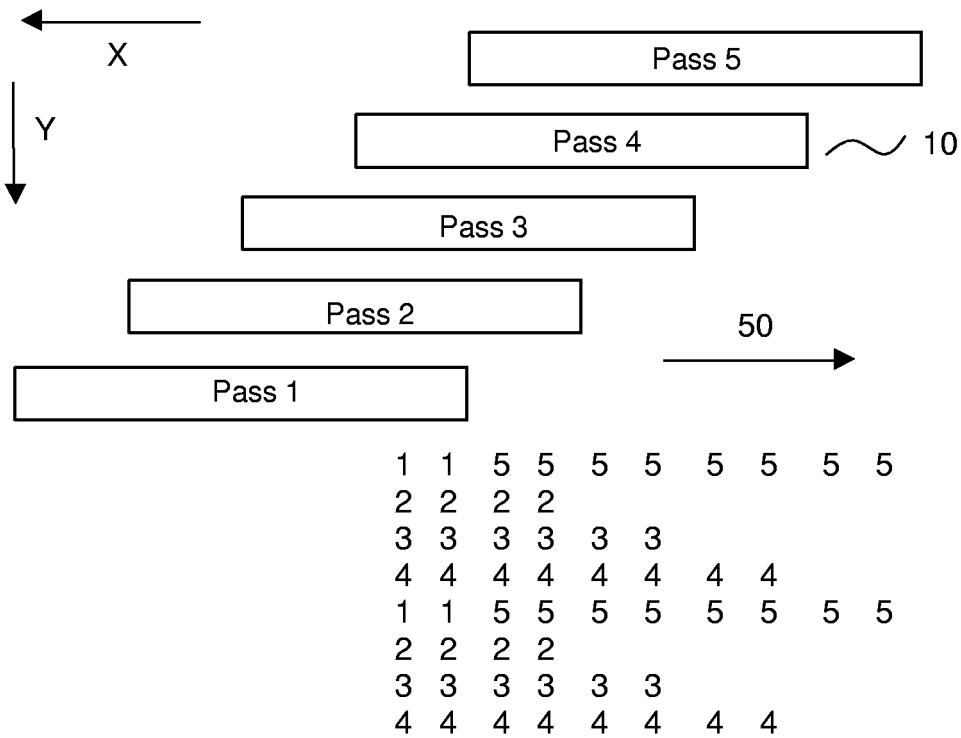 X
Pass 5
Y
Pass 4
10
Pass 3
Pass 2
50
Pass 1
1 1 5 5 5 5 5 5 5 5
2 2 2 2
3 3 3 3 3 3
4 4 4 4 4 4 4 4
1 1 5 5 5 5 5 5 5 5
2 2 2 2
3 3 3 3 3 3
4 4 4 4 4 4 4 4